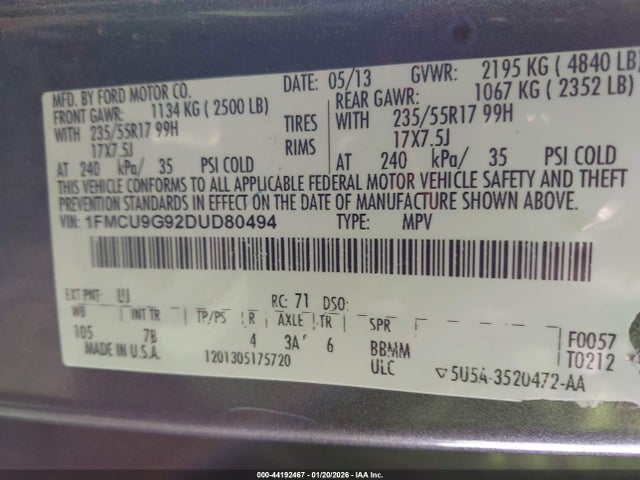 MFD. BY FORD MOTOR CO. DATE: 05/13 GVWR: 2195 KG ( 4840 LB)
FRONT GAWR: 1134 KG ( 2500 LB) REAR GAWR: 1067 KG ( 2352 LB)
WITH 235/55R17 99H TIRES WITH 235/55R17 99H
17X7.5J RIMS 17X7.5J
AT 240 kPa/ 35 PSI COLD AT 240 kPa/ 35 PSI COLD
THIS VEHICLE CONFORMS TO ALL APPLICABLE FEDERAL MOTOR VEHICLE SAFETY AND THEFT
PREVENTION STANDARDS IN EFFECT ON THE DATE OF MANUFACTURE SHOWN ABOVE.
VIN: 1FMCU9G92DUD80494 TYPE: MPV
EXT PNT: UJ RC: 71 DSO:
WB INT TR TP/PS R AXLE TR SPR
105 7B 4 3A 6 BBMM F0057
MADE IN U.S.A. 1201305175720 ULC T0212
▽5U5A-3520472-AA
000-44192467 - 01/20/2026 - IAA Inc.